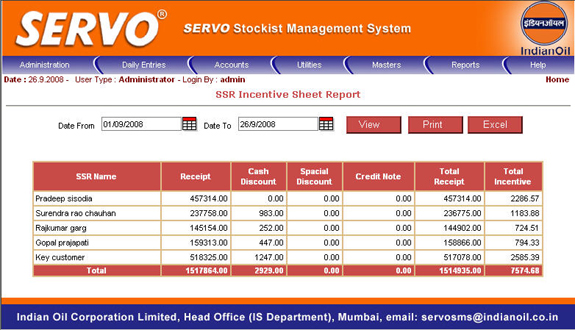 SERVO®
SERVO Stockist Management System
इंडियनऑयल
IndianOil
Administration Daily Entries Accounts Utilities Masters Reports Help
Date : 26.9.2008 - User Type : Administrator - Login By : admin Home
SSR Incentive Sheet Report
Date From 01/09/2008 Date To 26/9/2008 View Print Excel
SSR Name Receipt Cash Discount Spacial Discount Credit Note Total Receipt Total Incentive
Pradeep sisodia 457314.00 0.00 0.00 0.00 457314.00 2286.57
Surendra rao chauhan 237758.00 983.00 0.00 0.00 236775.00 1183.88
Rajkumar garg 145154.00 252.00 0.00 0.00 144902.00 724.51
Gopal prajapati 159313.00 447.00 0.00 0.00 158866.00 794.33
Key customer 518325.00 1247.00 0.00 0.00 517078.00 2585.39
Total 1517864.00 2929.00 0.00 0.00 1514935.00 7574.68
Indian Oil Corporation Limited, Head Office (IS Department), Mumbai, email: servosms@indianoil.co.in